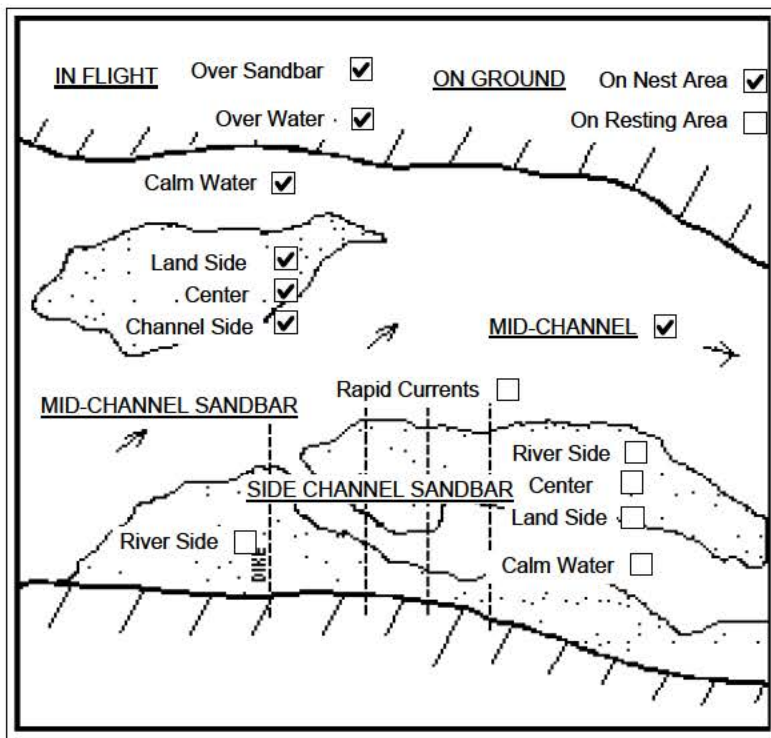 IN FLIGHT Over Sandbar ON GROUND On Nest Area
Over Water On Resting Area
Calm Water
Land Side
Center
Channel Side
MID-CHANNEL
Rapid Currents
MID-CHANNEL SANDBAR
River Side
SIDE CHANNEL SANDBAR Center
Land Side
River Side
DIKE
Calm Water